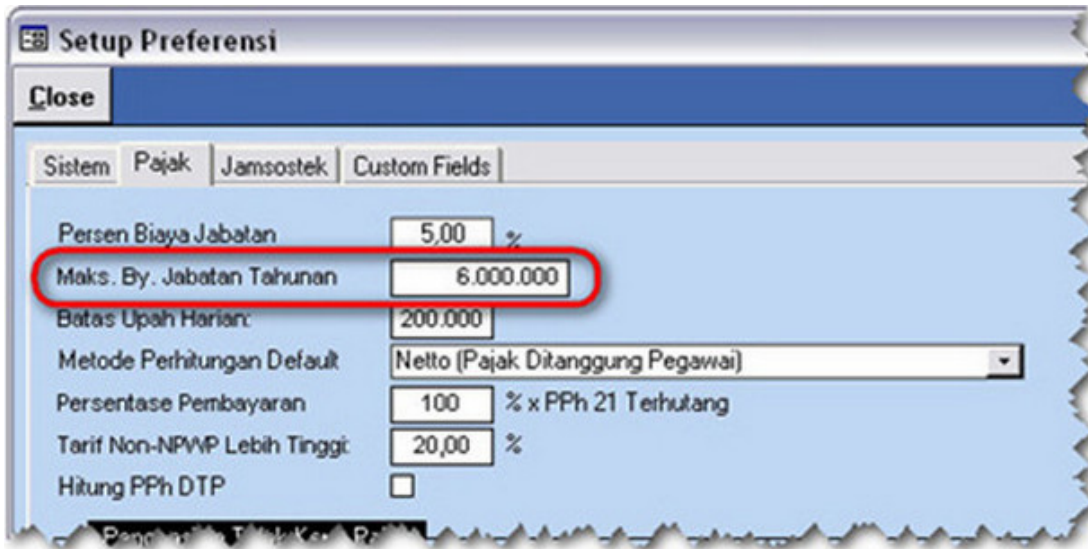 Setup Preferensi
Close
Sistem Pajak Jamsostek Custom Fields
Persen Biaya Jabatan 5,00 %
Maks. By. Jabatan Tahunan 6.000.000
Batas Upah Harian: 200.000
Metode Perhitungan Default Netto (Pajak Ditanggung Pegawai)
Persentase Pembayaran 100 % x PPh 21 Terhutang
Tarif Non-NPWP Lebih Tinggi: 20,00 %
Hitung PPh DTP